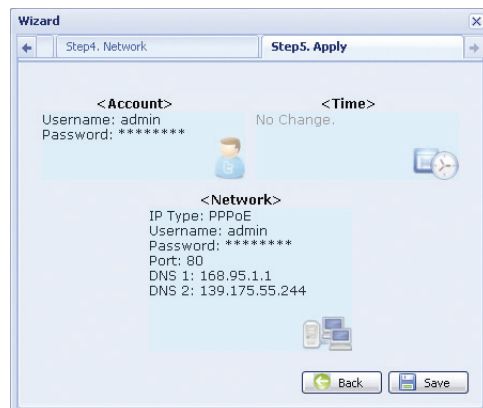 Wizard
Step4. Network
Step5. Apply
<Account>
Username: admin
Password: ********
<Time>
No Change.
<Network>
IP Type: PPPoE
Username: admin
Password: ********
Port: 80
DNS 1: 168.95.1.1
DNS 2: 139.175.55.244
Back
Save